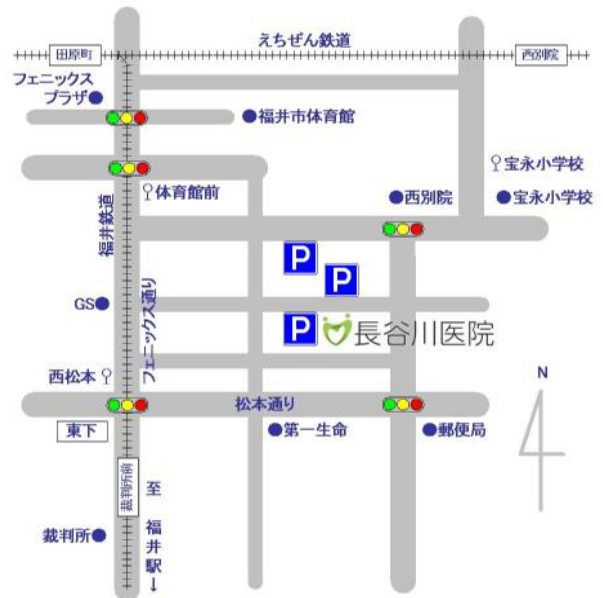 えちぜん鉄道
田原町
西別院
フェニックス
プラザ
福井市体育館
宝永小学校
体育館前
西別院
宝永小学校
福井鉄道
P
P
フェニックス通り
GS
P
長谷川医院
西松本
N
松本通り
東下
第一生命
郵便局
裁判所前
至福井駅↓
裁判所